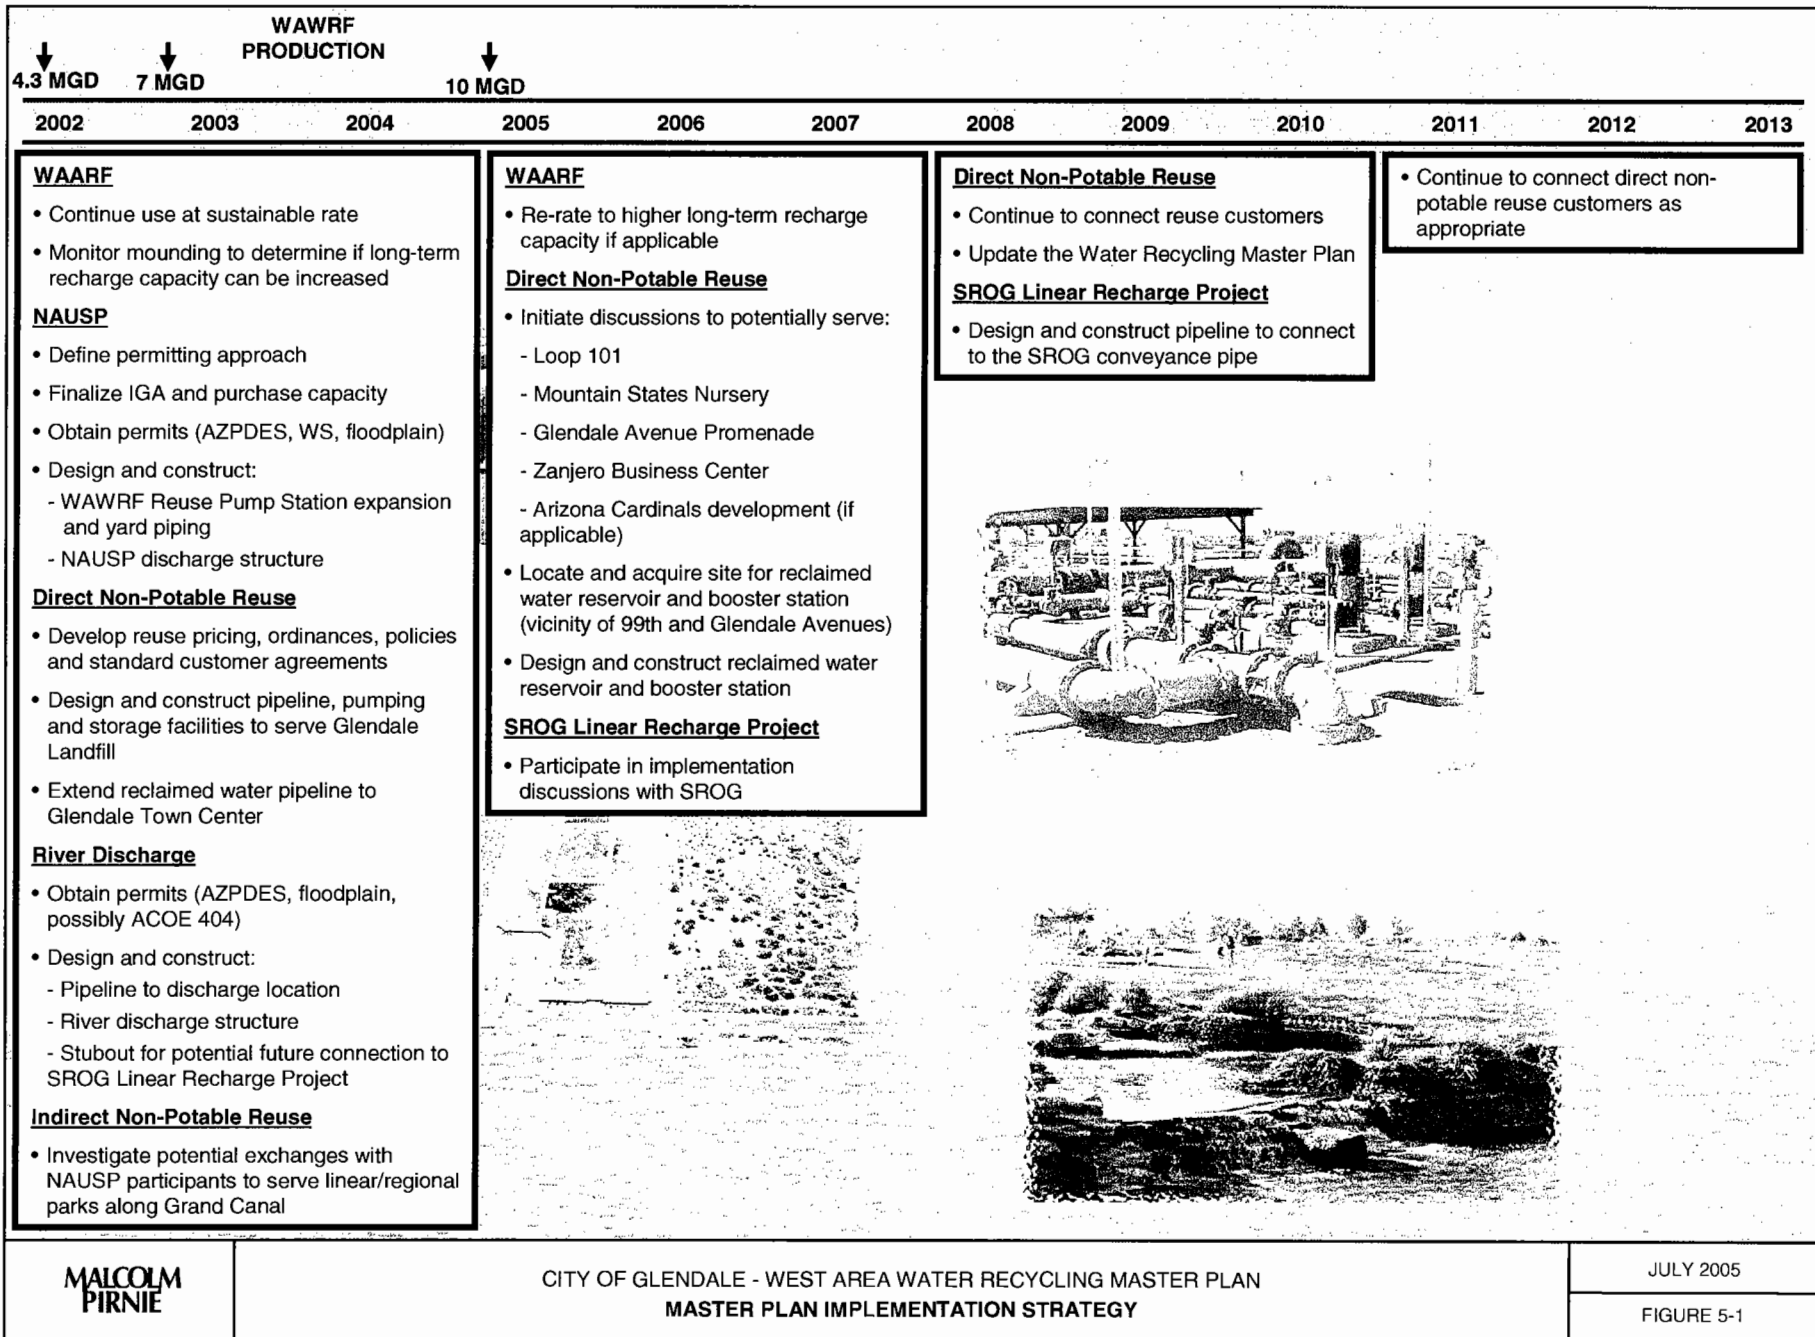 WAWRF
PRODUCTION
4.3 MGD
7 MGD
10 MGD
2002
2003
2004
2005
2006
2007
2008
2009
2010
2011
2012
2013
WAARF
• Continue use at sustainable rate
• Monitor mounding to determine if long-term
recharge capacity can be increased
NAUSP
• Define permitting approach
• Finalize IGA and purchase capacity
• Obtain permits (AZPDES, WS, floodplain)
• Design and construct:
- WAWRF Reuse Pump Station expansion
and yard piping
- NAUSP discharge structure
Direct Non-Potable Reuse
• Develop reuse pricing, ordinances, policies
and standard customer agreements
• Design and construct pipeline, pumping
and storage facilities to serve Glendale
Landfill
• Extend reclaimed water pipeline to
Glendale Town Center
River Discharge
• Obtain permits (AZPDES, floodplain,
possibly ACOE 404)
• Design and construct:
- Pipeline to discharge location
- River discharge structure
- Stubout for potential future connection to
SROG Linear Recharge Project
Indirect Non-Potable Reuse
• Investigate potential exchanges with
NAUSP participants to serve linear/regional
parks along Grand Canal
WAARF
• Re-rate to higher long-term recharge
capacity if applicable
Direct Non-Potable Reuse
• Initiate discussions to potentially serve:
- Loop 101
- Mountain States Nursery
- Glendale Avenue Promenade
- Zanjero Business Center
- Arizona Cardinals development (if
applicable)
• Locate and acquire site for reclaimed
water reservoir and booster station
(vicinity of 99th and Glendale Avenues)
• Design and construct reclaimed water
reservoir and booster station
SROG Linear Recharge Project
• Participate in implementation
discussions with SROG
Direct Non-Potable Reuse
• Continue to connect reuse customers
• Update the Water Recycling Master Plan
SROG Linear Recharge Project
• Design and construct pipeline to connect
to the SROG conveyance pipe
• Continue to connect direct non-
potable reuse customers as
appropriate
MALCOLM
PIRNIE
CITY OF GLENDALE - WEST AREA WATER RECYCLING MASTER PLAN
MASTER PLAN IMPLEMENTATION STRATEGY
JULY 2005
FIGURE 5-1